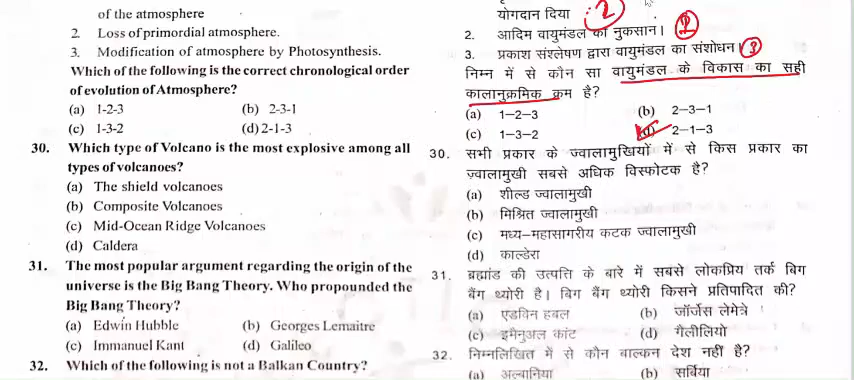 of the atmosphere
2. Loss of primordial atmosphere.
3. Modification of atmosphere by Photosynthesis.
Which of the following is the correct chronological order
of evolution of Atmosphere?
(a) 1-2-3 (b) 2-3-1
(c) 1-3-2 (d) 2-1-3
30. Which type of Volcano is the most explosive among all
types of volcanoes?
(a) The shield volcanoes
(b) Composite Volcanoes
(c) Mid-Ocean Ridge Volcanoes
(d) Caldera
31. The most popular argument regarding the origin of the
universe is the Big Bang Theory. Who propounded the
Big Bang Theory?
(a) Edwin Hubble (b) Georges Lemaitre
(c) Immanuel Kant (d) Galileo
32. Which of the following is not a Balkan Country?
योगदान दिया : 2
2. आदिम वायुमंडल का नुकसान। 2
3. प्रकाश संश्लेषण द्वारा वायुमंडल का संशोधन। 3
निम्न में से कौन सा वायुमंडल के विकास का सही
कालानुक्रमिक क्रम है?
(a) 1–2–3 (b) 2–3–1
(c) 1–3–2 (d) 2–1–3
30. सभी प्रकार के ज्वालामुखियों में से किस प्रकार का
ज़्वालामुखी सबसे अधिक विस्फोटक है?
(a) शील्ड ज्वालामुखी
(b) मिश्रित ज्वालामुखी
(c) मध्य–महासागरीय कटक ज्वालामुखी
(d) काल्डेरा
31. ब्रह्मांड की उत्पत्ति के बारे में सबसे लोकप्रिय तर्क बिग
बैंग थ्योरी है। बिग बैंग थ्योरी किसने प्रतिपादित की?
(a) एडविन हबल (b) जॉर्जेस लेमेत्रे
(c) इमैनुअल कांट (d) गैलीलियो
32. निम्नलिखित में से कौन बाल्कन देश नहीं है?
(a) अल्बानिया (b) सर्बिया